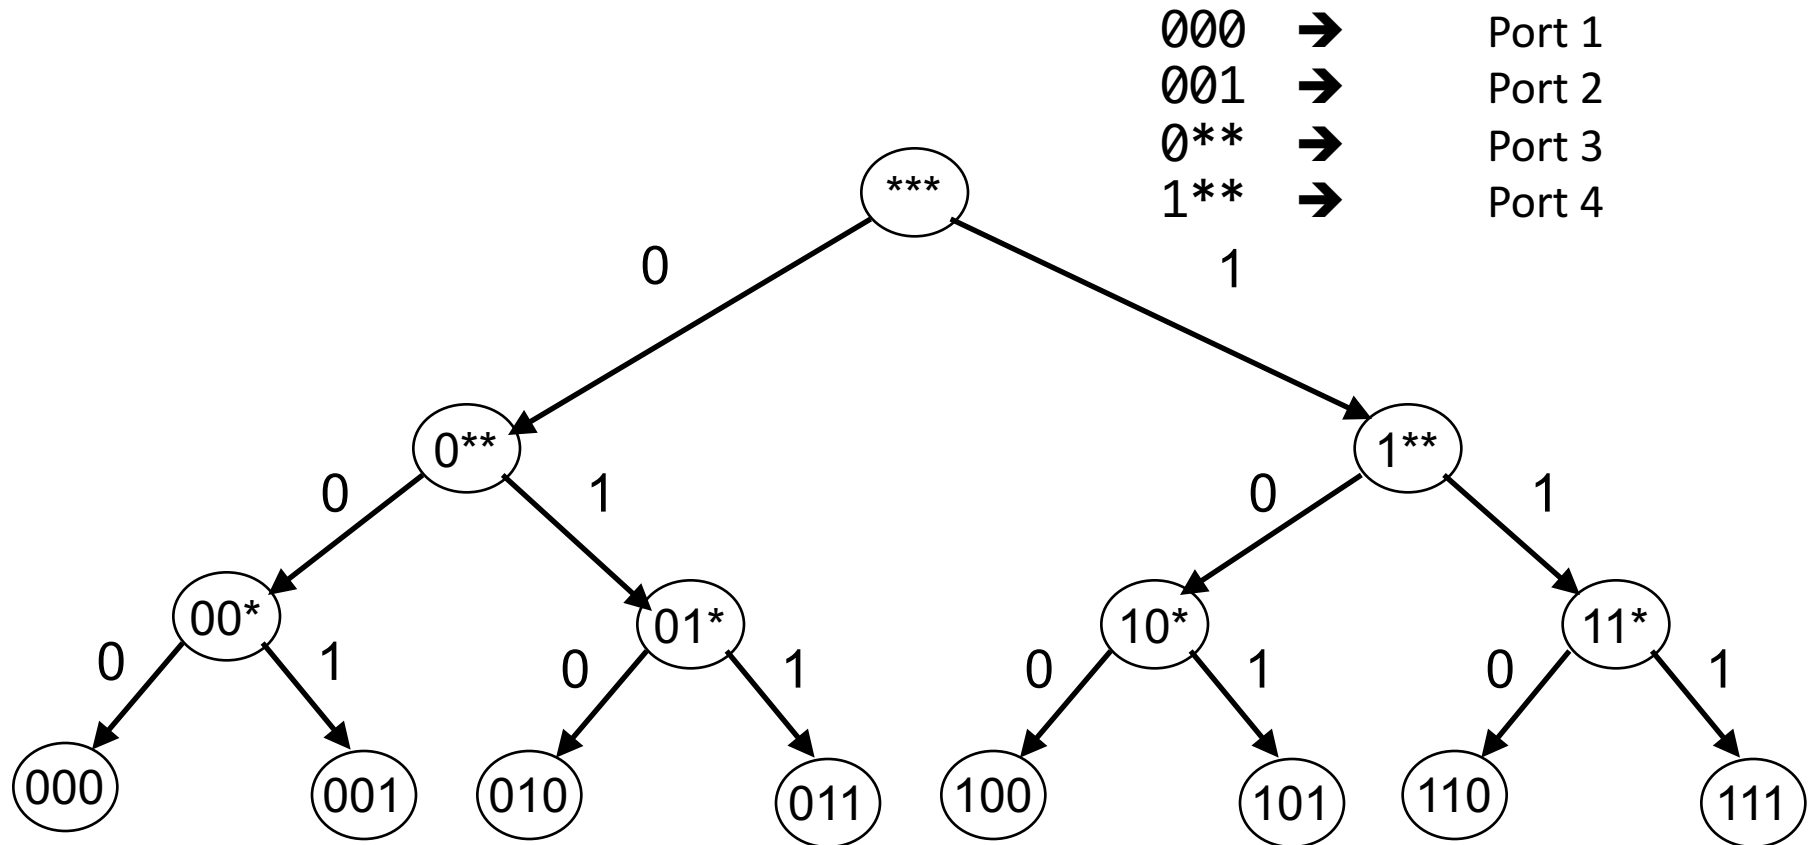 000 ➔ Port 1
001 ➔ Port 2
0** ➔ Port 3
1** ➔ Port 4
***
0 1
0** 1**
0 1 0 1
00* 01* 10* 11*
0 1 0 1 0 1 0 1
000 001 010 011 100 101 110 111